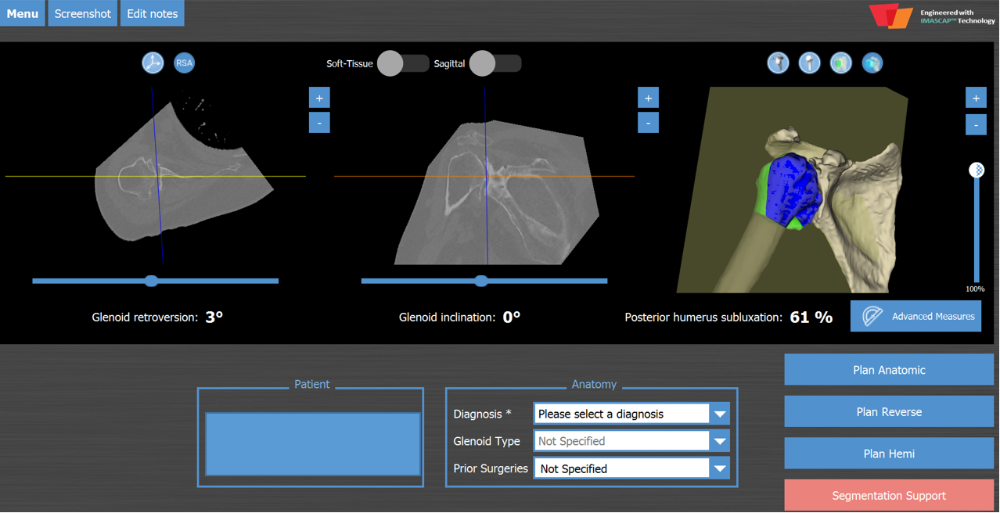 Menu
Screenshot
Edit notes
Engineered with
IMASCAP™ Technology
RSA
Soft-Tissue
Sagittal
+
-
+
-
+
-
100%
Glenoid retroversion: 3°
Glenoid inclination: 0°
Posterior humerus subluxation: 61 %
Advanced Measures
Patient
Anatomy
Diagnosis *
Please select a diagnosis
Glenoid Type
Not Specified
Prior Surgeries
Not Specified
Plan Anatomic
Plan Reverse
Plan Hemi
Segmentation Support